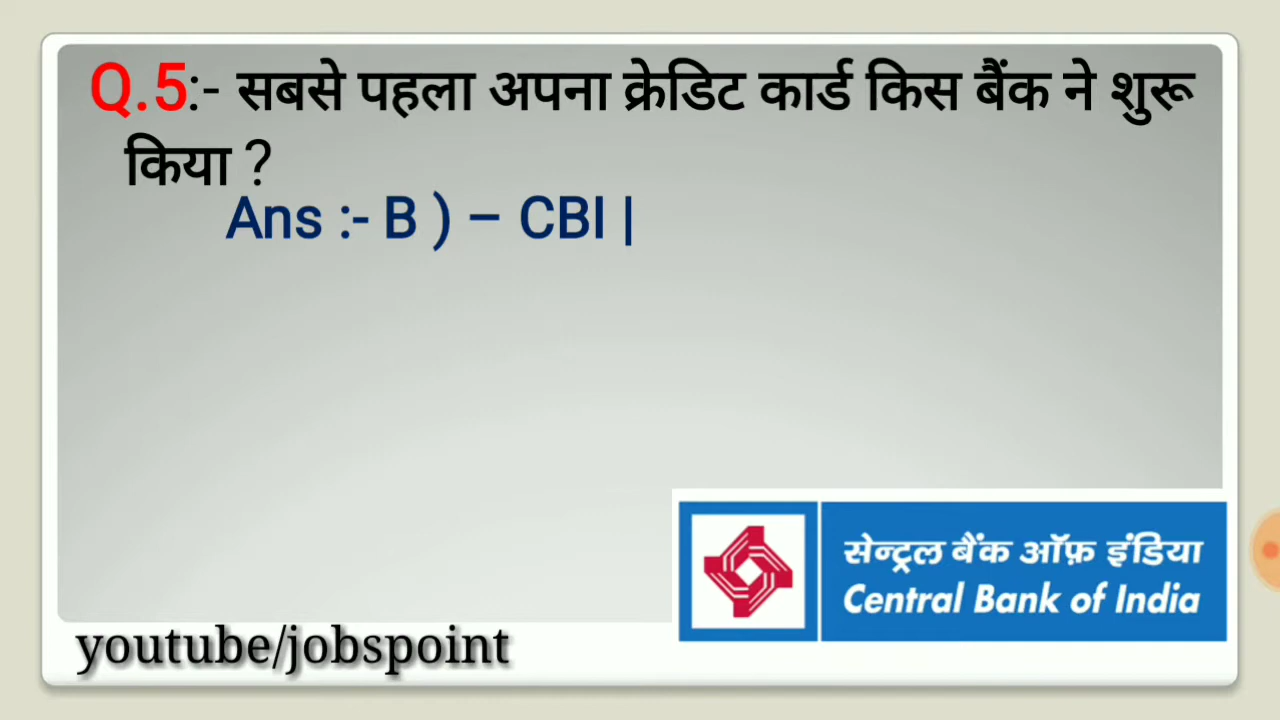 Q.5:- सबसे पहला अपना क्रेडिट कार्ड किस बैंक ने शुरू
किया ?
Ans :- B ) – CBI |
सेन्ट्रल बैंक ऑफ़ इंडिया
Central Bank of India
youtube/jobspoint